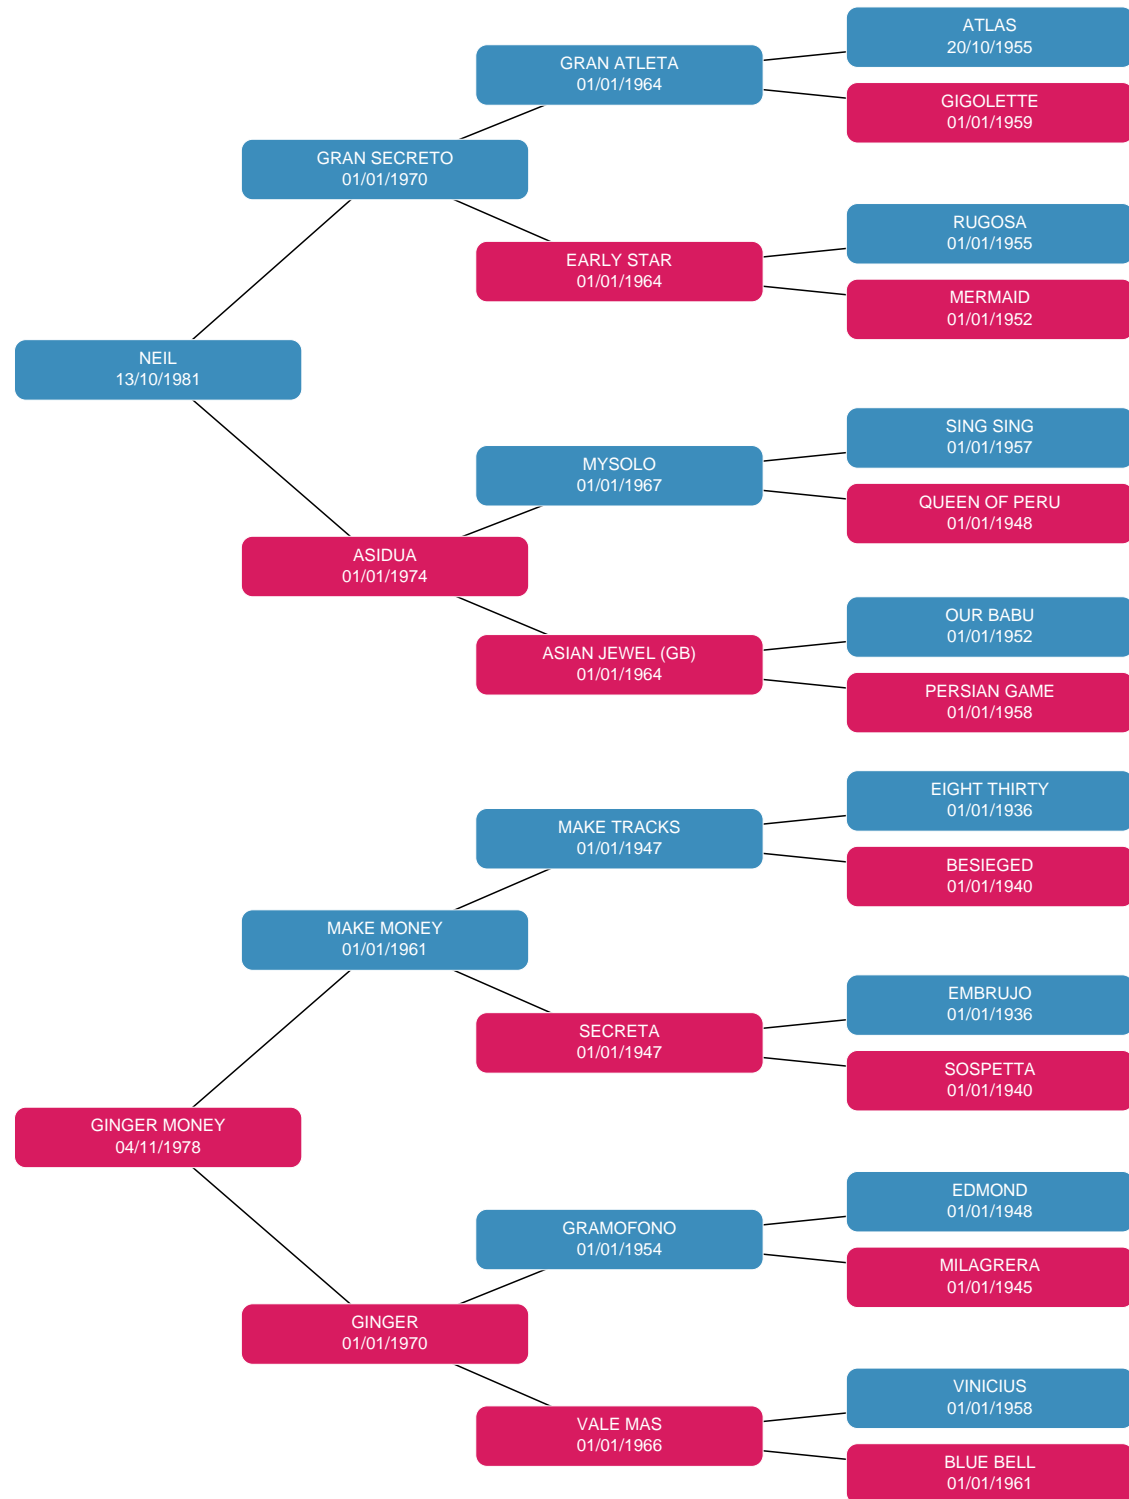 ATLAS
20/10/1955
GRAN ATLETA
01/01/1964
GIGOLETTE
01/01/1959
GRAN SECRETO
01/01/1970
RUGOSA
01/01/1955
EARLY STAR
01/01/1964
MERMAID
01/01/1952
NEIL
13/10/1981
SING SING
01/01/1957
MYSOLO
01/01/1967
QUEEN OF PERU
01/01/1948
ASIDUA
01/01/1974
OUR BABU
01/01/1952
ASIAN JEWEL (GB)
01/01/1964
PERSIAN GAME
01/01/1958
EIGHT THIRTY
01/01/1936
MAKE TRACKS
01/01/1947
BESIEGED
01/01/1940
MAKE MONEY
01/01/1961
EMBRUJO
01/01/1936
SECRETA
01/01/1947
SOSPETTA
01/01/1940
GINGER MONEY
04/11/1978
EDMOND
01/01/1948
GRAMOFONO
01/01/1954
MILAGRERA
01/01/1945
GINGER
01/01/1970
VINICIUS
01/01/1958
VALE MAS
01/01/1966
BLUE BELL
01/01/1961